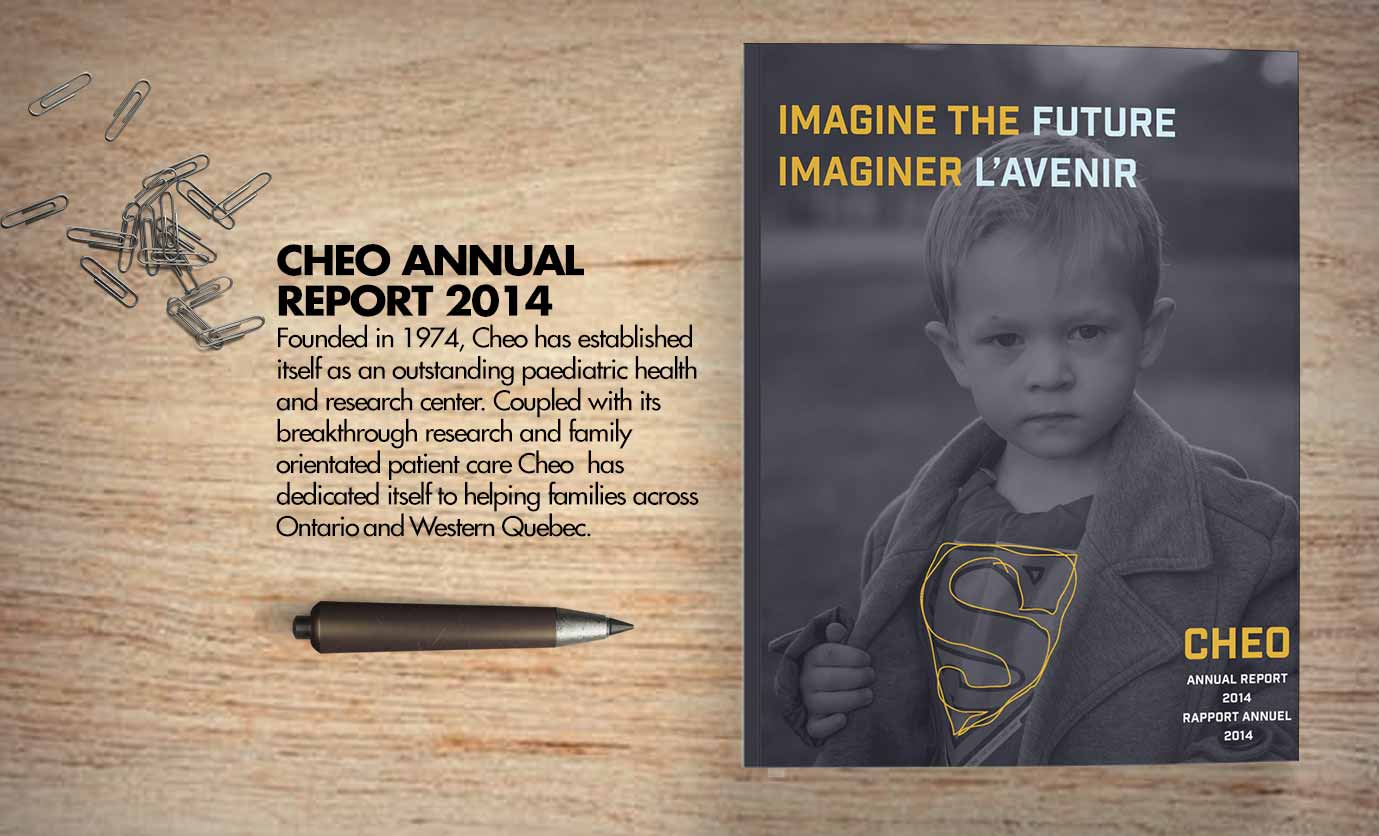 CHEO ANNUAL
REPORT 2014
Founded in 1974, Cheo has established
itself as an outstanding paediatric health
and research center. Coupled with its
breakthrough research and family
orientated patient care Cheo  has
dedicated itself to helping families across
Ontario and Western Quebec.
IMAGINE THE FUTURE
IMAGINER L’AVENIR
S
CHEO
ANNUAL REPORT
2014
RAPPORT ANNUEL
2014